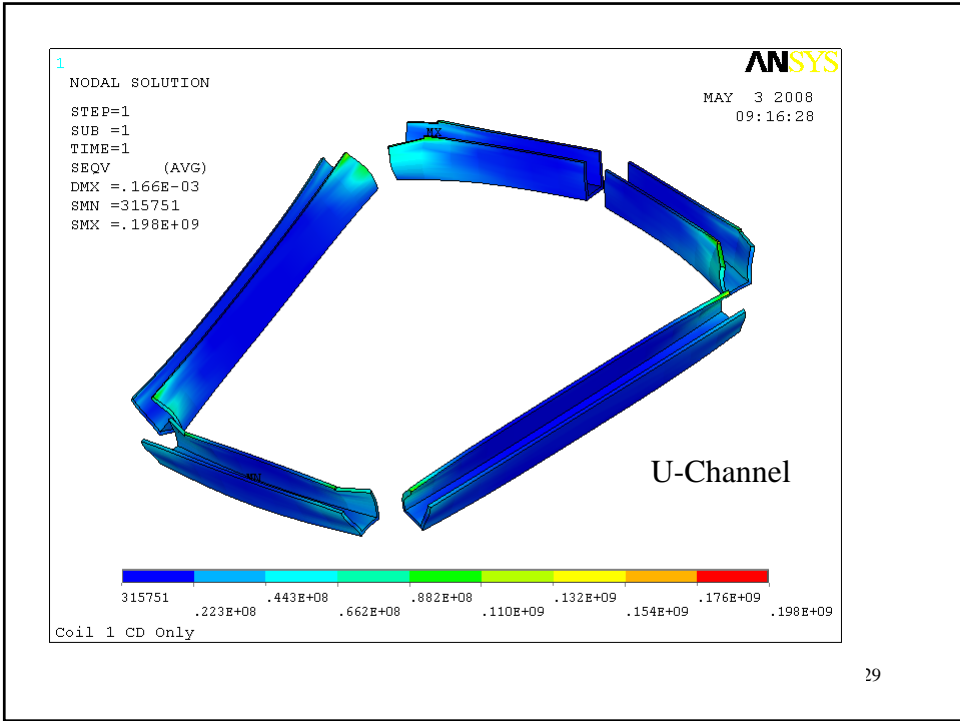 1
ANSYS
NODAL SOLUTION
MAY 3 2008
09:16:28
STEP=1
SUB =1
TIME=1
SEQV (AVG)
DMX =.166E-03
SMN =315751
SMX =.198E+09
MX
MN
U-Channel
315751 .443E+08 .882E+08 .132E+09 .176E+09
.223E+08 .662E+08 .110E+09 .154E+09 .198E+09
Coil 1 CD Only
29